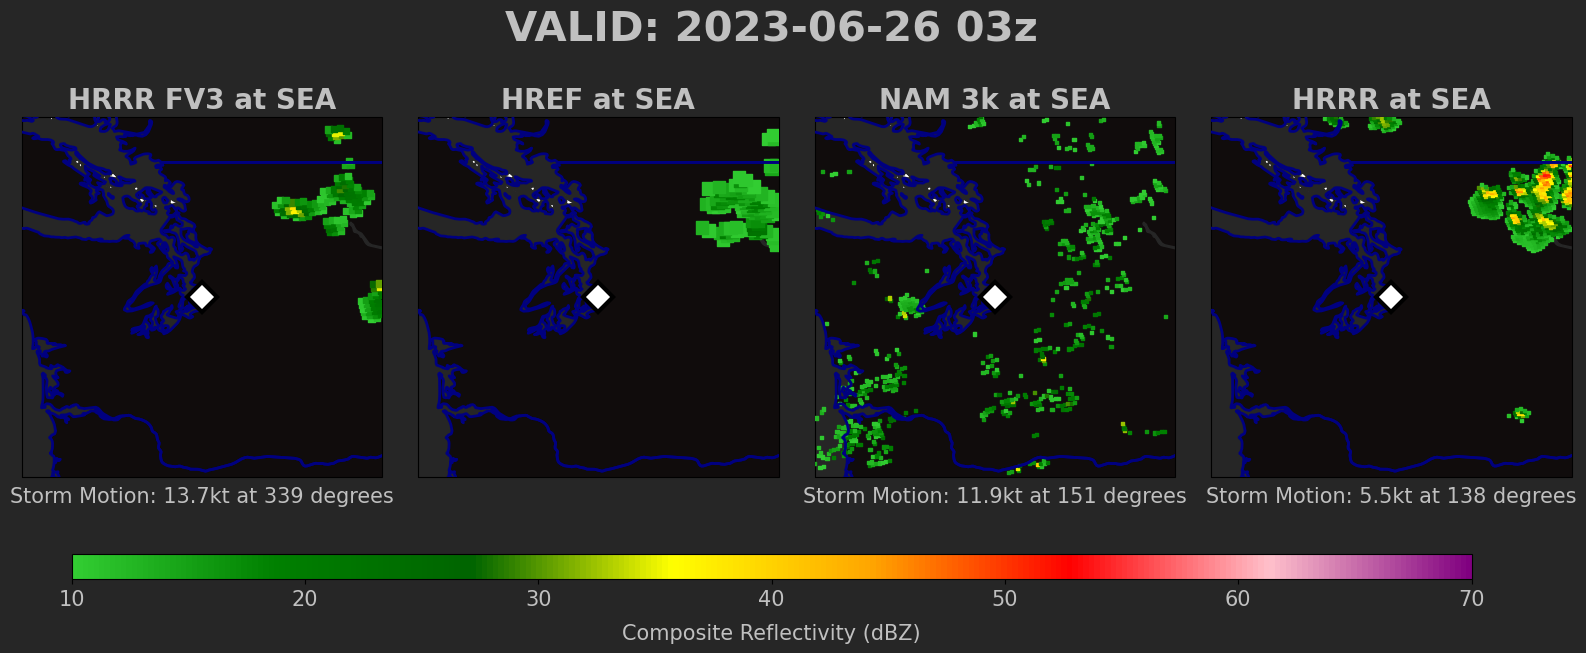 VALID: 2023-06-26 03z
HRRR FV3 at SEA
HREF at SEA
NAM 3k at SEA
HRRR at SEA
Storm Motion: 13.7kt at 339 degrees
Storm Motion: 11.9kt at 151 degrees
Storm Motion: 5.5kt at 138 degrees
10 20 30 40 50 60 70
Composite Reflectivity (dBZ)